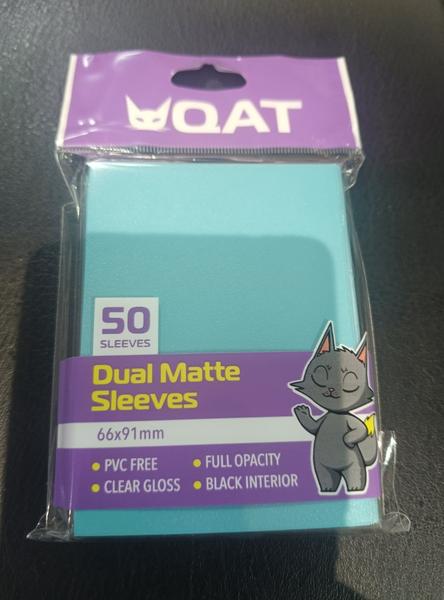 QAT
50
SLEEVES
Dual Matte
Sleeves
66x91mm
• PVC FREE
• FULL OPACITY
• CLEAR GLOSS
• BLACK INTERIOR